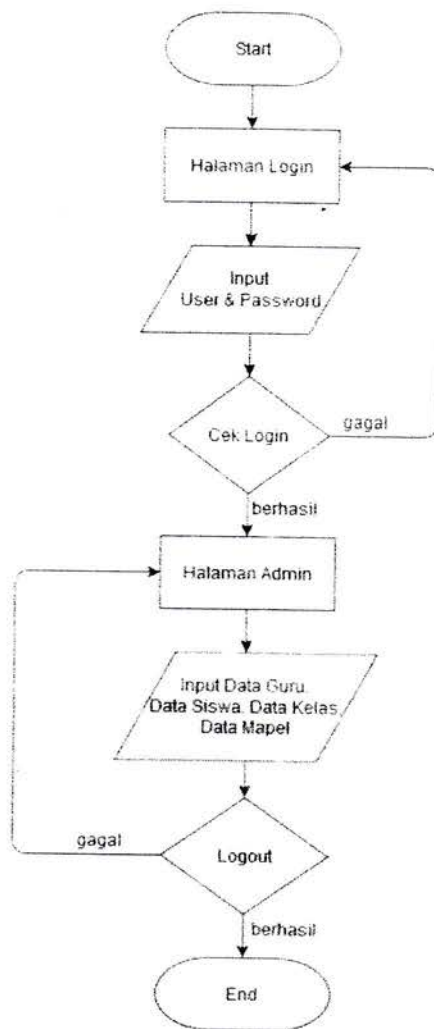 Start
Halaman Login
Input
User & Password
Cek Login
gagal
berhasil
Halaman Admin
Input Data Guru,
Data Siswa, Data Kelas
Data Mapel
gagal
Logout
berhasil
End